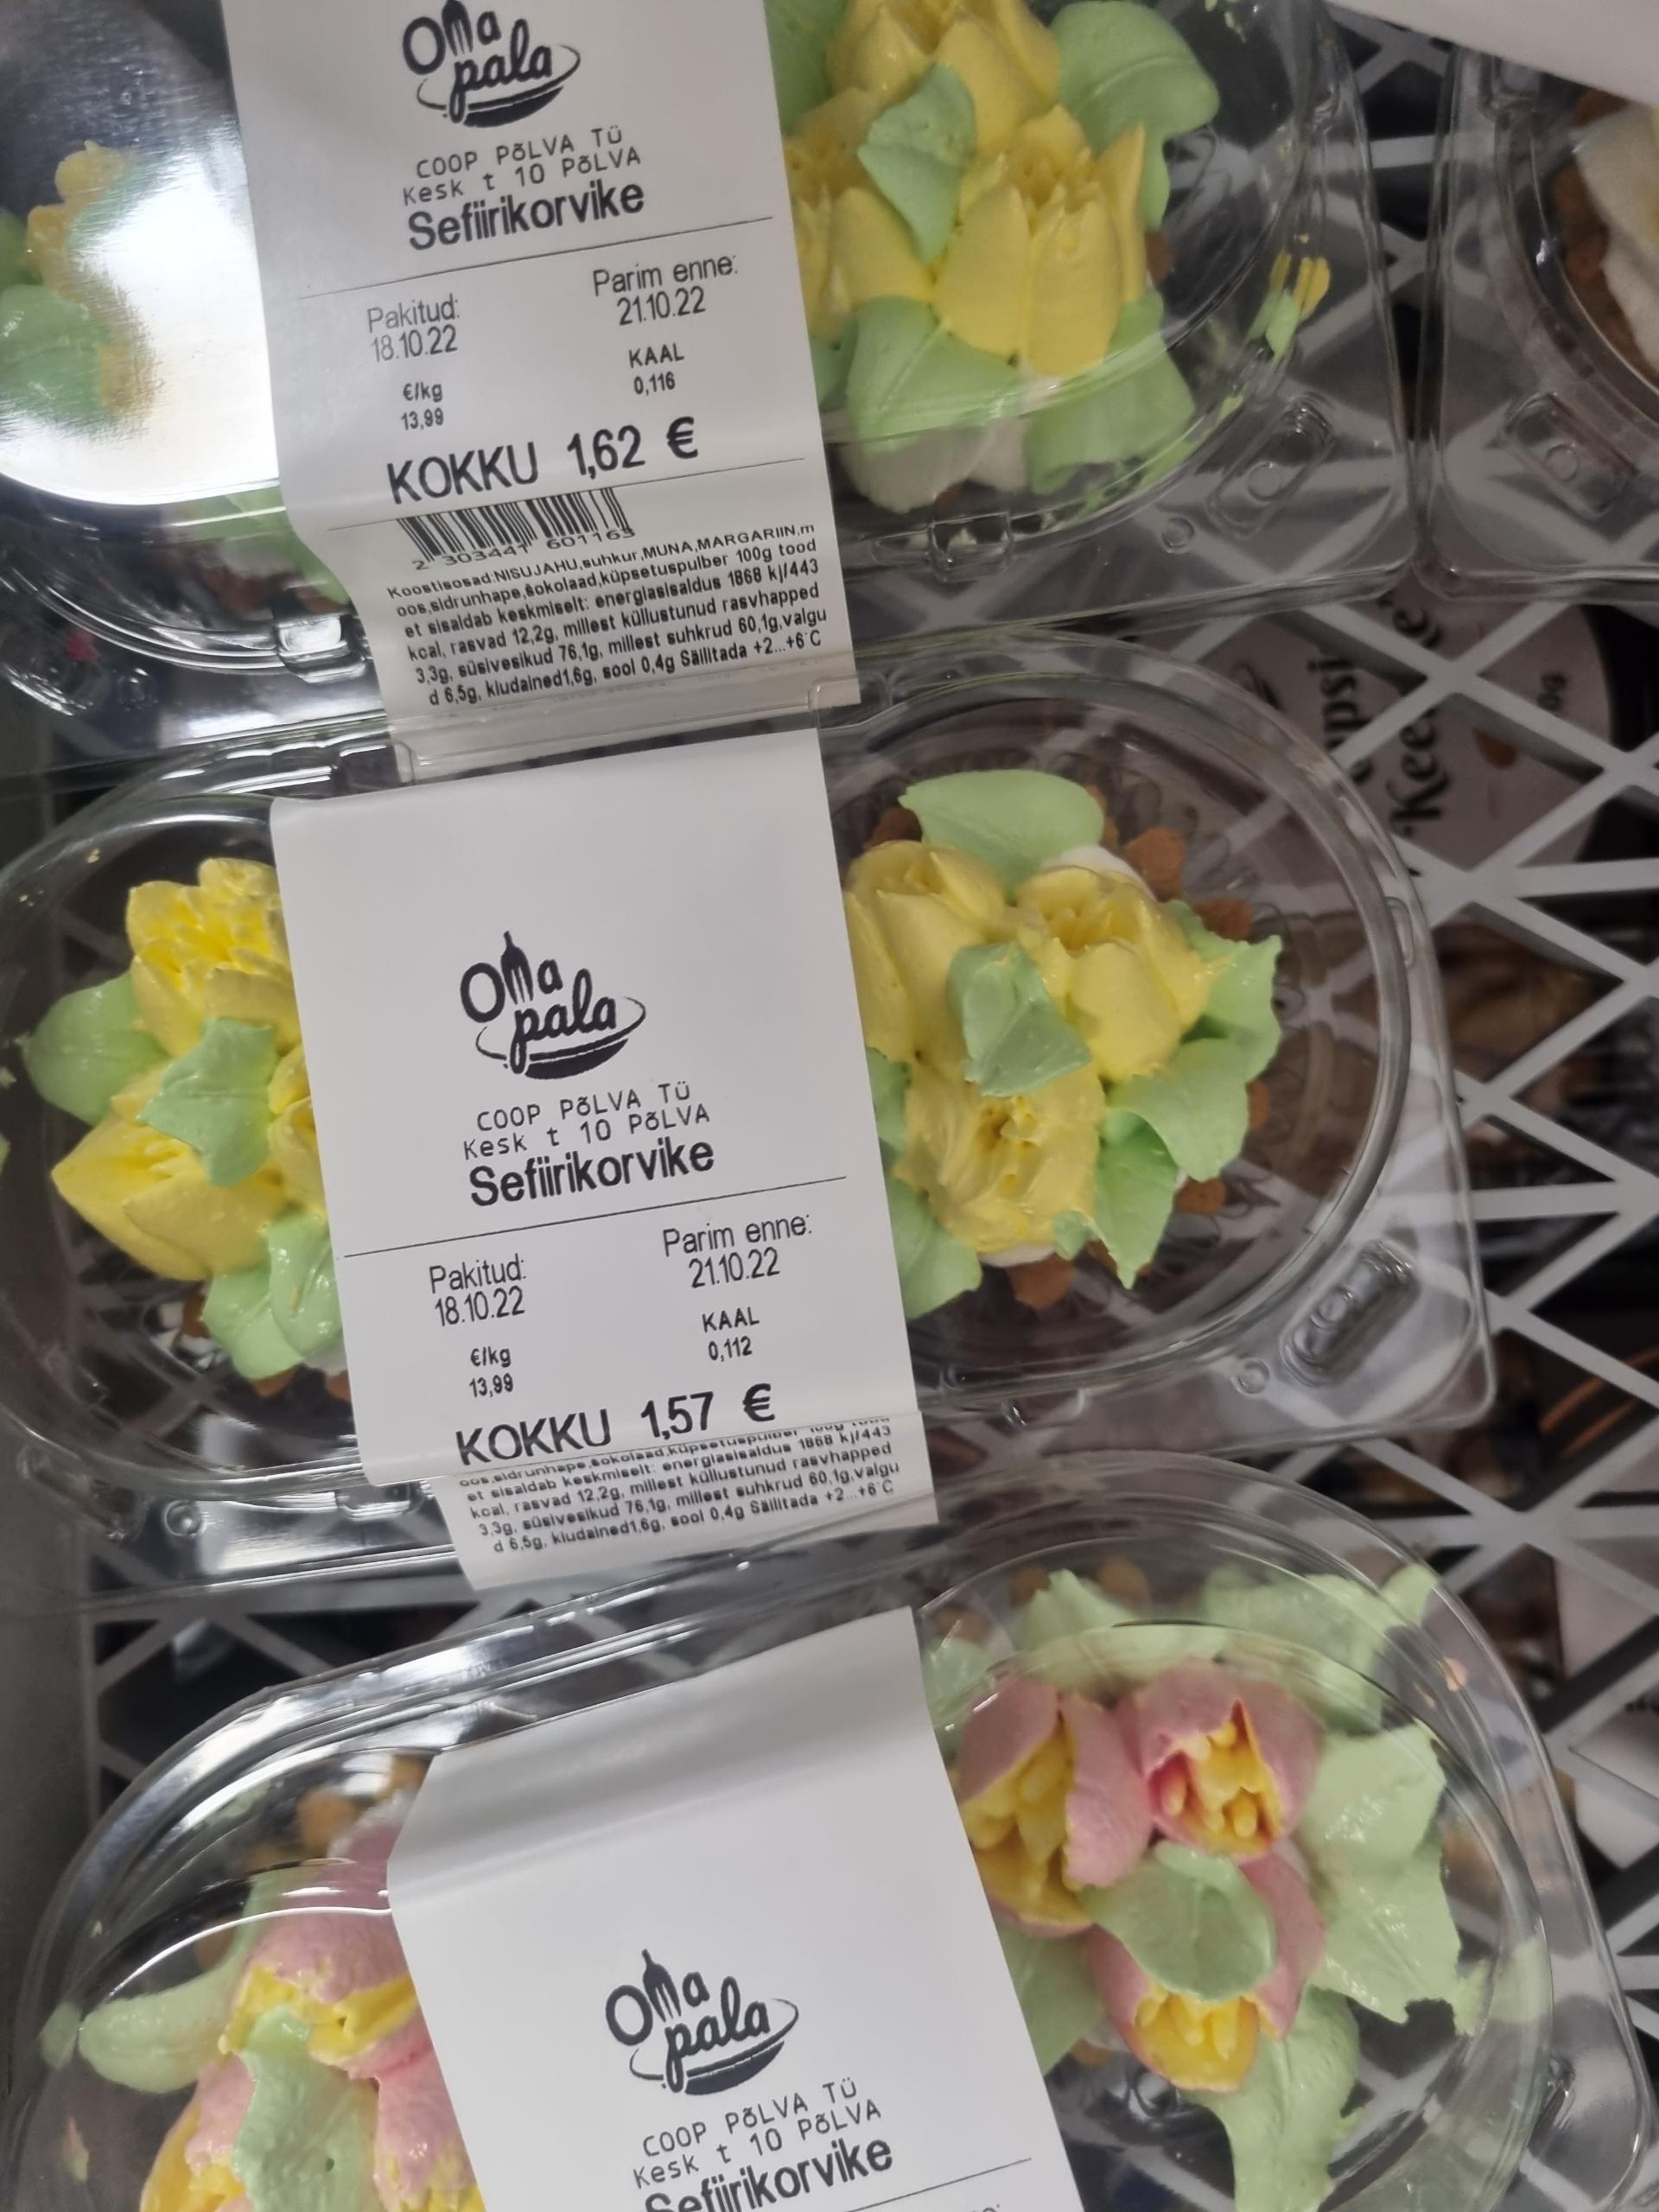 Oma
pala
COOP PõLVA TÜ
Kesk t 10 PõLVA
Sefiirikorvike
Pakitud: Parim enne:
18.10.22 21.10.22
€/kg KAAL
13,99 0,116
KOKKU 1,62 €
2 303441 601163
Koostisosad:NISUJAHU,suhkur,MUNA,MARGARIIN,m
oos,sidrunhape,šokolaad,küpsetuspulber 100g tood
et sisaldab keskmiselt: energiasisaldus 1868 kj/443
kcal, rasvad 12,2g, millest küllustunud rasvhapped
3,3g, süsivesikud 76,1g, millest suhkrud 60,1g,valgu
d 6,5g, kiudained1,6g, sool 0,4g Säilitada +2...+6°C
Oma
pala
COOP PõLVA TÜ
Kesk t 10 PõLVA
Sefiirikorvike
Pakitud: Parim enne:
18.10.22 21.10.22
€/kg KAAL
13,99 0,112
KOKKU 1,57 €
oos,sidrunhape,šokolaad,küpsetuspulber 100g tood
et sisaldab keskmiselt: energiasisaldus 1868 kj/443
kcal, rasvad 12,2g, millest küllustunud rasvhapped
3,3g, süsivesikud 76,1g, millest suhkrud 60,1g,valgu
d 6,5g, kiudained1,6g, sool 0,4g Säilitada +2...+6°C
Oma
pala
COOP PõLVA TÜ
Kesk t 10 PõLVA
Sefiirikorvike